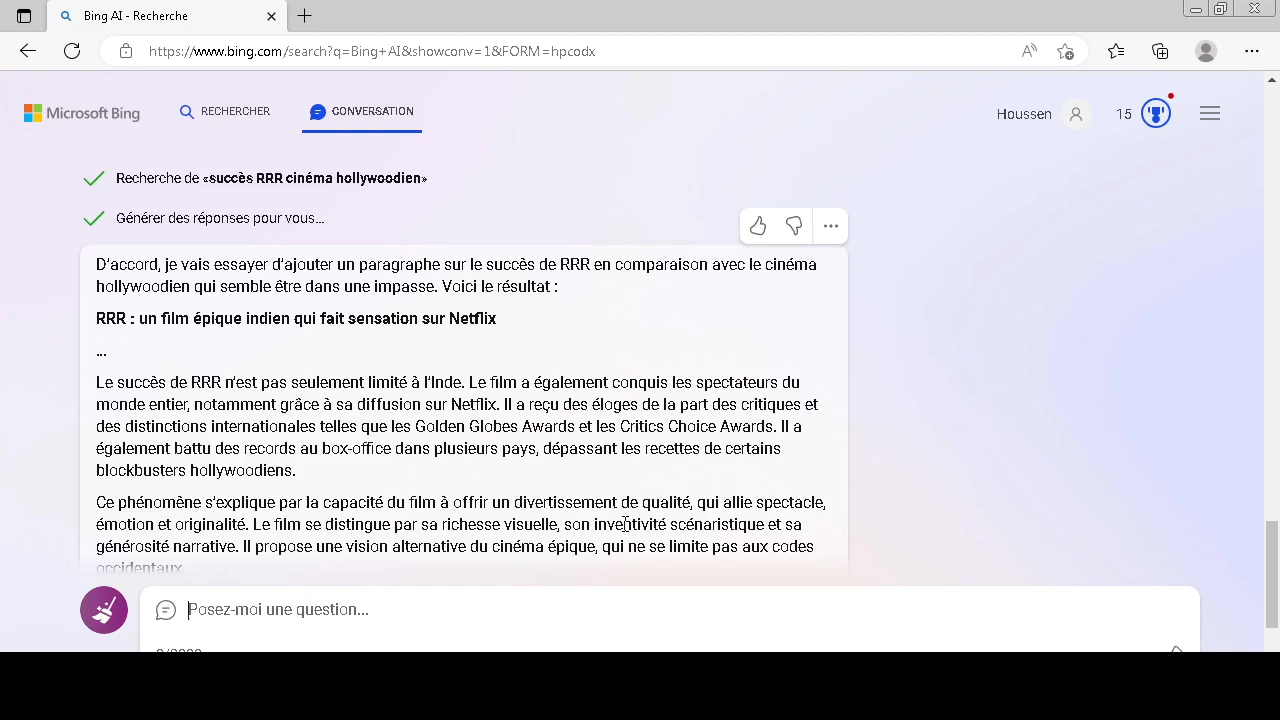 Bing AI - Recherche
https://www.bing.com/search?q=Bing+AI&showconv=1&FORM=hpcodx
Microsoft Bing
RECHERCHER
CONVERSATION
Houssen
15
Recherche de «succès RRR cinéma hollywoodien»
Générer des réponses pour vous...
D'accord, je vais essayer d'ajouter un paragraphe sur le succès de RRR en comparaison avec le cinéma
hollywoodien qui semble être dans une impasse. Voici le résultat :
RRR : un film épique indien qui fait sensation sur Netflix
...
Le succès de RRR n'est pas seulement limité à l'Inde. Le film a également conquis les spectateurs du
monde entier, notamment grâce à sa diffusion sur Netflix. Il a reçu des éloges de la part des critiques et
des distinctions internationales telles que les Golden Globes Awards et les Critics Choice Awards. Il a
également battu des records au box-office dans plusieurs pays, dépassant les recettes de certains
blockbusters hollywoodiens.
Ce phénomène s'explique par la capacité du film à offrir un divertissement de qualité, qui allie spectacle,
émotion et originalité. Le film se distingue par sa richesse visuelle, son inventivité scénaristique et sa
générosité narrative. Il propose une vision alternative du cinéma épique, qui ne se limite pas aux codes
occidentaux.
Posez-moi une question...